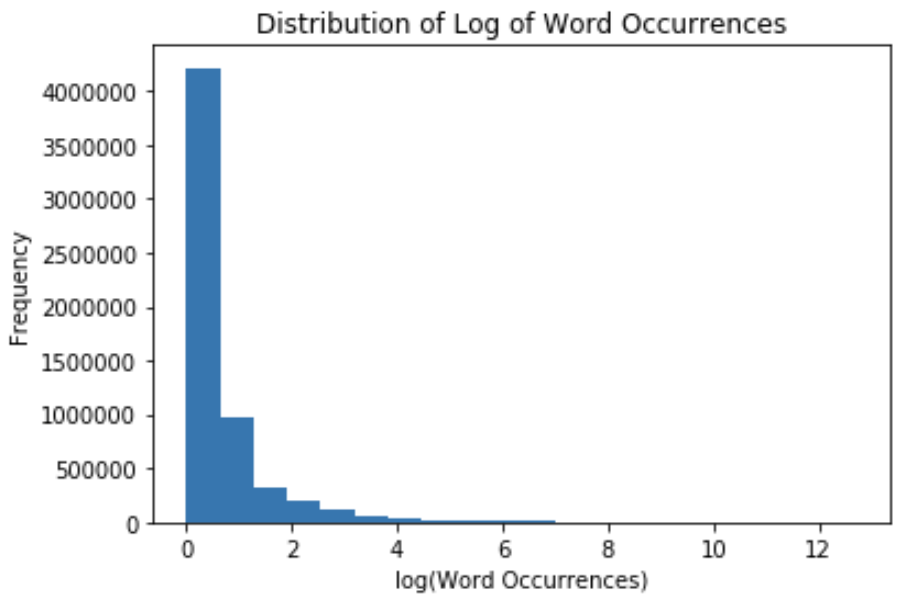 Distribution of Log of Word Occurrences
4000000
3500000
3000000
2500000
2000000
1500000
1000000
500000
0
Frequency
0 2 4 6 8 10 12
log(Word Occurrences)